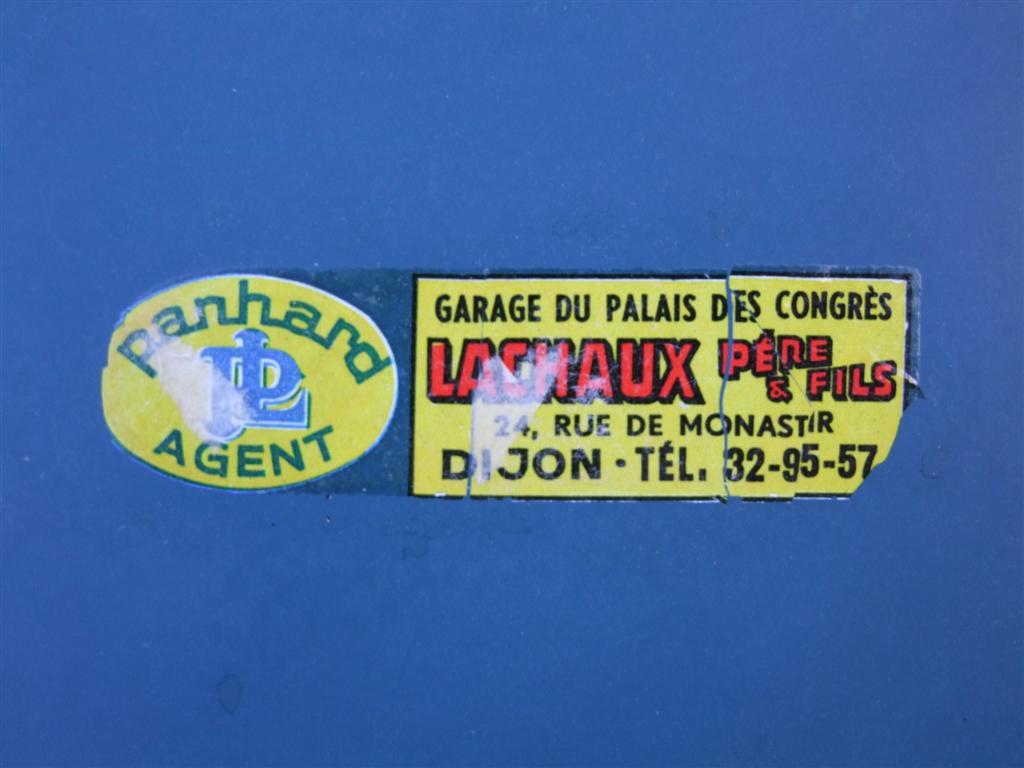 panhard
PL
AGENT
GARAGE DU PALAIS DES CONGRÈS
LACHAUX PÈRE
& FILS
24, RUE DE MONASTIR
DIJON · TÉL. 32-95-57